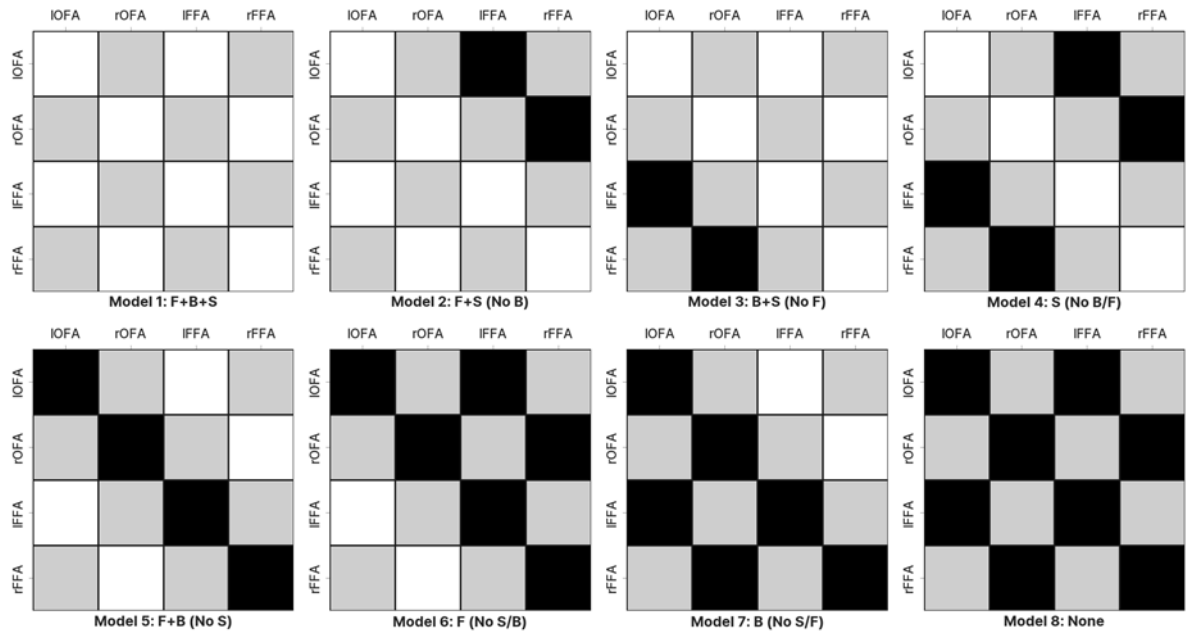 lOFA rOFA lFFA rFFA lOFA rOFA lFFA rFFA lOFA rOFA lFFA rFFA lOFA rOFA lFFA rFFA
lOFA lOFA lOFA lOFA
rOFA rOFA rOFA rOFA
lFFA lFFA lFFA lFFA
rFFA rFFA rFFA rFFA
Model 1: F+B+S Model 2: F+S (No B) Model 3: B+S (No F) Model 4: S (No B/F)
lOFA rOFA lFFA rFFA lOFA rOFA lFFA rFFA lOFA rOFA lFFA rFFA lOFA rOFA lFFA rFFA
lOFA lOFA lOFA lOFA
rOFA rOFA rOFA rOFA
lFFA lFFA lFFA lFFA
rFFA rFFA rFFA rFFA
Model 5: F+B (No S) Model 6: F (No S/B) Model 7: B (No S/F) Model 8: None